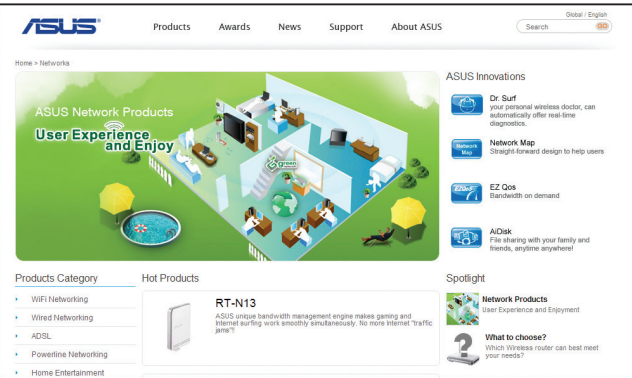 Global / English
ASUS
Products Awards News Support About ASUS
Search GO
Home > Networks
ASUS Network Products
User Experience
and Enjoy
green
ASUS Innovations
Dr. Surf
your personal wireless doctor, can
automatically offer real-time
diagnostics.
Network Map
Network
Map
Straight-forward design to help users
EZQoS
EZ Qos
Bandwidth on demand
AiDisk
File sharing with your family and
friends, anytime anywhere!
Products Category
WiFi Networking
Wired Networking
ADSL
Powerline Networking
Home Entertainment
Hot Products
RT-N13
ASUS unique bandwidth management engine makes gaming and
Internet surfing work smoothly simultaneously. No more Internet "traffic
jams"!
Spotlight
Network Products
User Experience and Enjoyment
What to choose?
Which Wireless router can best meet
your needs?